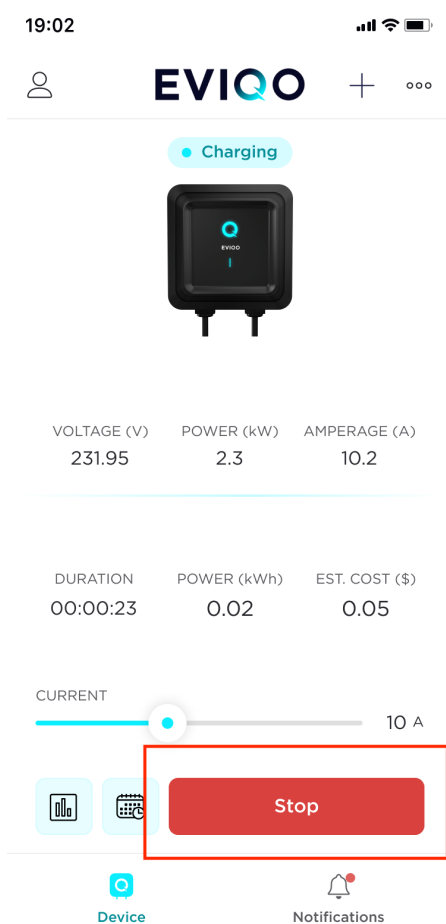 19:02
EVIQO
Charging
EVIQO
VOLTAGE (V) POWER (kW) AMPERAGE (A)
231.95 2.3 10.2
DURATION POWER (kWh) EST. COST ($)
00:00:23 0.02 0.05
CURRENT
10 A
Stop
Device Notifications